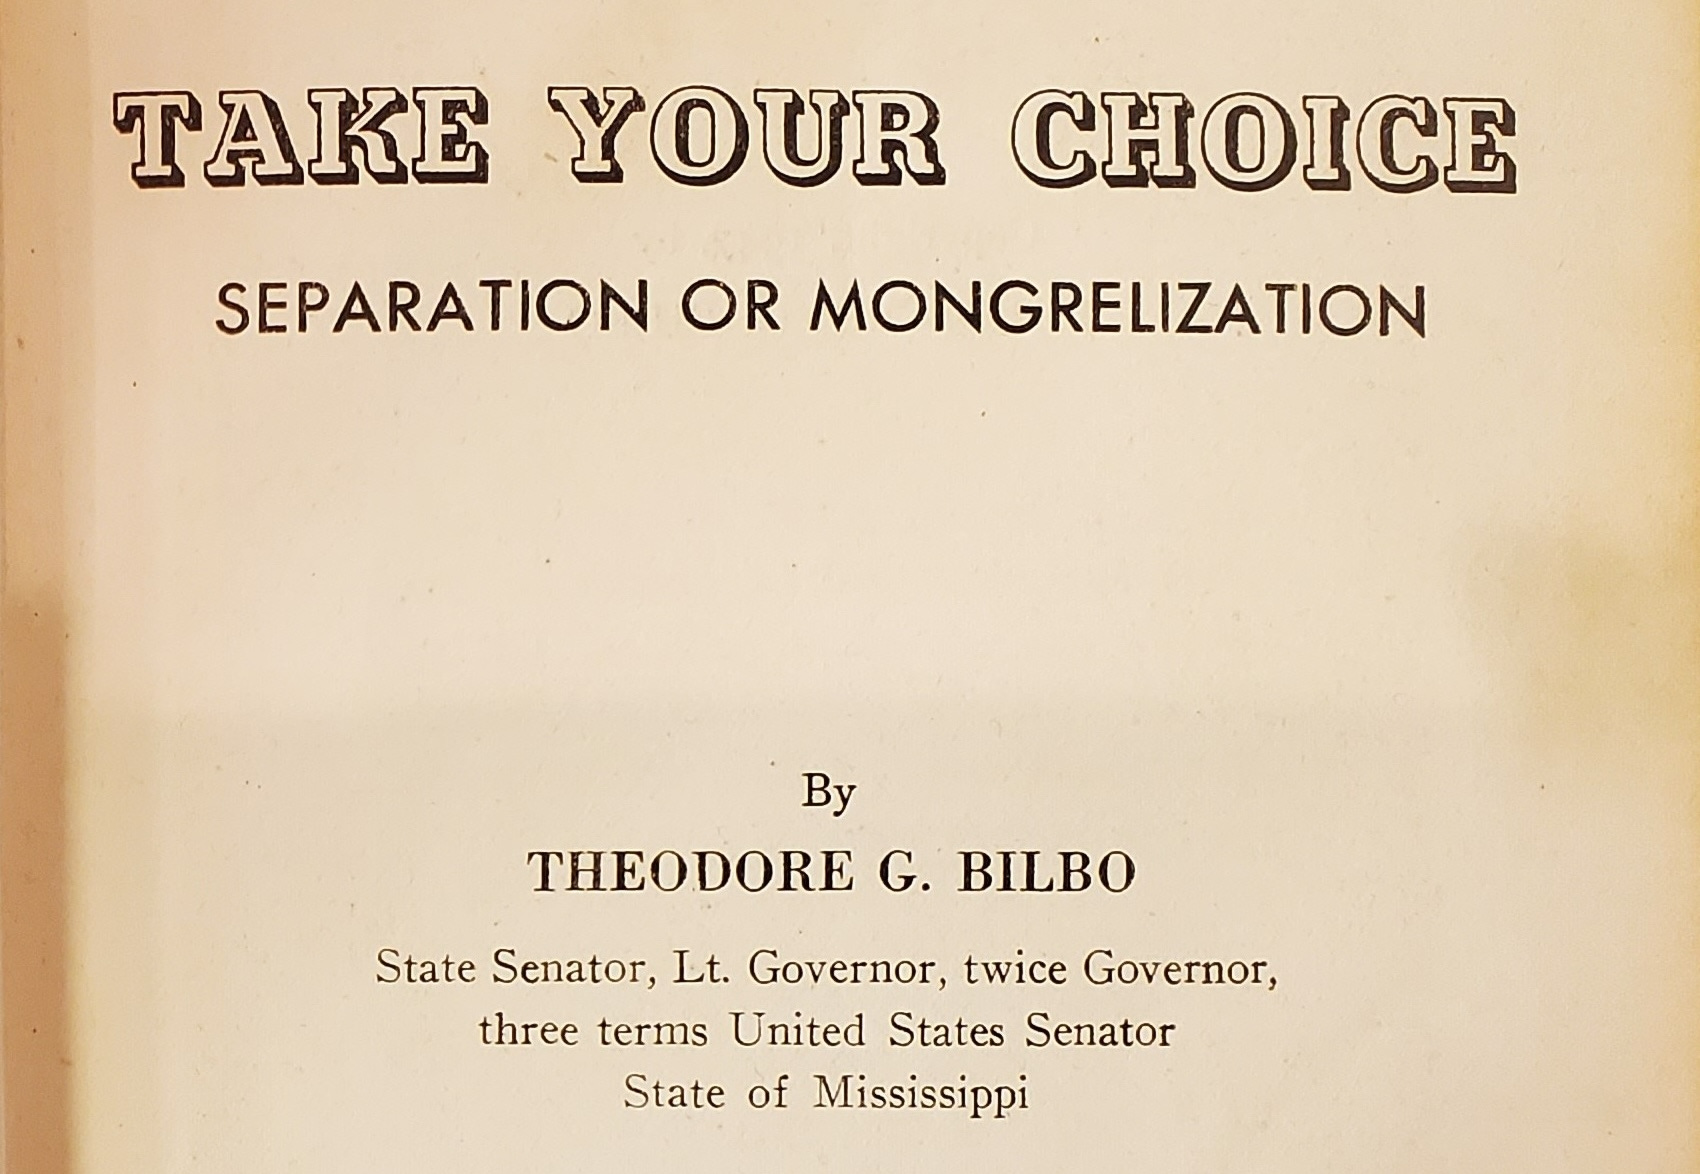 TAKE YOUR CHOICE
SEPARATION OR MONGRELIZATION
By
THEODORE G. BILBO
State Senator, Lt. Governor, twice Governor,
three terms United States Senator
State of Mississippi